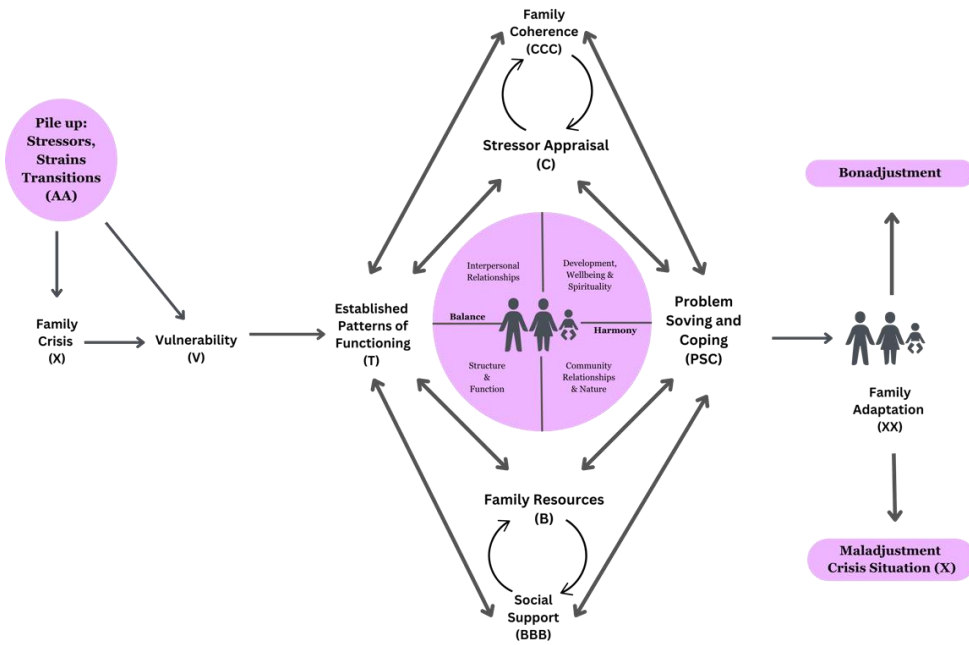 Family
Coherence
(CCC)
Pile up:
Stressors,
Strains
Transitions
(AA)
Stressor Appraisal
(C)
Bonadjustment
Interpersonal
Relationships
Development,
Wellbeing &
Spirituality
Family
Crisis
(X)
Vulnerability
(V)
Established
Patterns of
Functioning
(T)
Balance
Harmony
Problem
Soving and
Coping
(PSC)
Structure
&
Function
Community
Relationships
& Nature
Family
Adaptation
(XX)
Family Resources
(B)
Maladjustment
Crisis Situation (X)
Social
Support
(BBB)